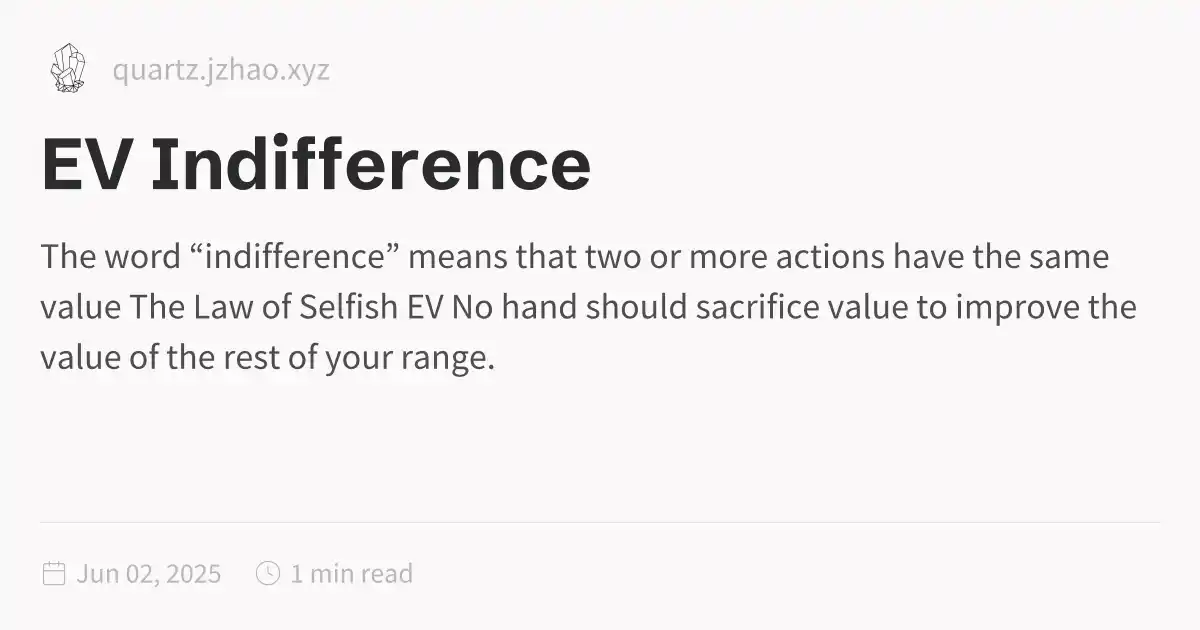 quartz.jzhao.xyz
EV Indifference
The word “indifference” means that two or more actions have the same
value The Law of Selfish EV No hand should sacrifice value to improve the
value of the rest of your range.
Jun 02, 2025 1 min read